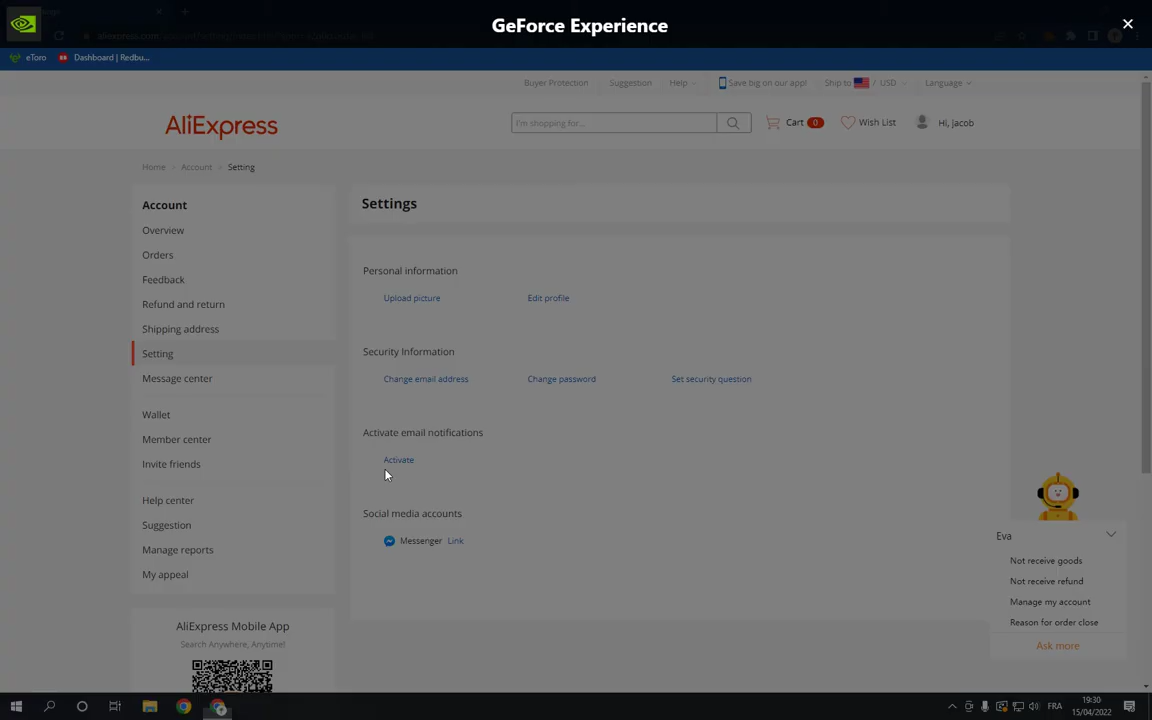 GeForce Experience
eToro
Dashboard | Redbu...
Buyer Protection
Suggestion
Help
Save big on our app!
Ship to / USD
Language
AliExpress
I'm shopping for...
Cart 0
Wish List
Hi, jacob
Home
Account
Setting
Account
Overview
Orders
Feedback
Refund and return
Shipping address
Setting
Message center
Wallet
Member center
Invite friends
Help center
Suggestion
Manage reports
My appeal
AliExpress Mobile App
Search Anywhere, Anytime!
Settings
Personal information
Upload picture
Edit profile
Security Information
Change email address
Change password
Set security question
Activate email notifications
Activate
Social media accounts
Messenger Link
Eva
Not receive goods
Not receive refund
Manage my account
Reason for order close
Ask more
FRA
19:30
15/04/2022